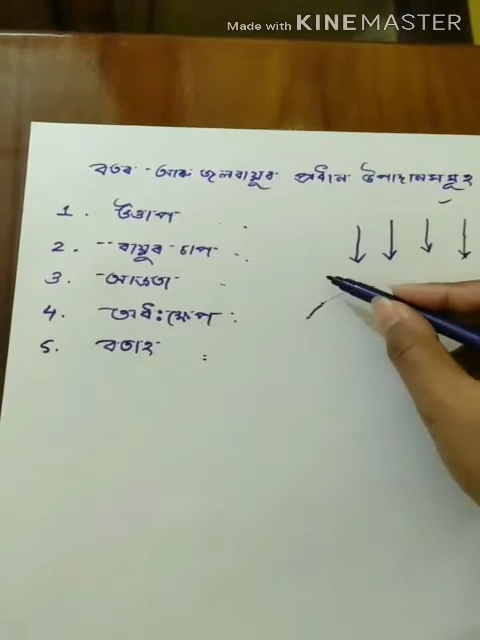 Made with KINEMASTER
বতৰ আৰু জলবায়ুৰ প্ৰধান উপাদানসমূহ
1. উত্তাপ
2. বায়ুৰ চাপ
3. আৰ্দ্ৰতা
4. অধঃক্ষেপ :
5. বতাহ :